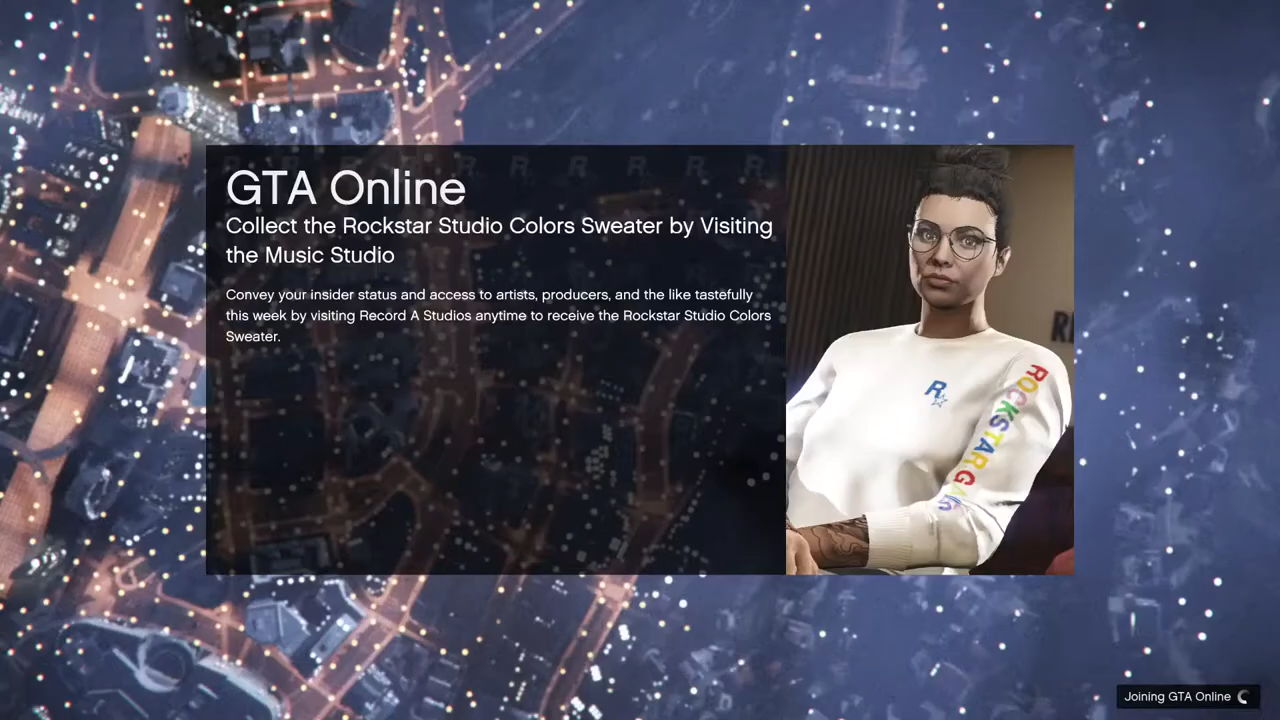 GTA Online
Collect the Rockstar Studio Colors Sweater by Visiting
the Music Studio
Convey your insider status and access to artists, producers, and the like tastefully
this week by visiting Record A Studios anytime to receive the Rockstar Studio Colors
Sweater.
R
ROCKSTAR GA
Joining GTA Online